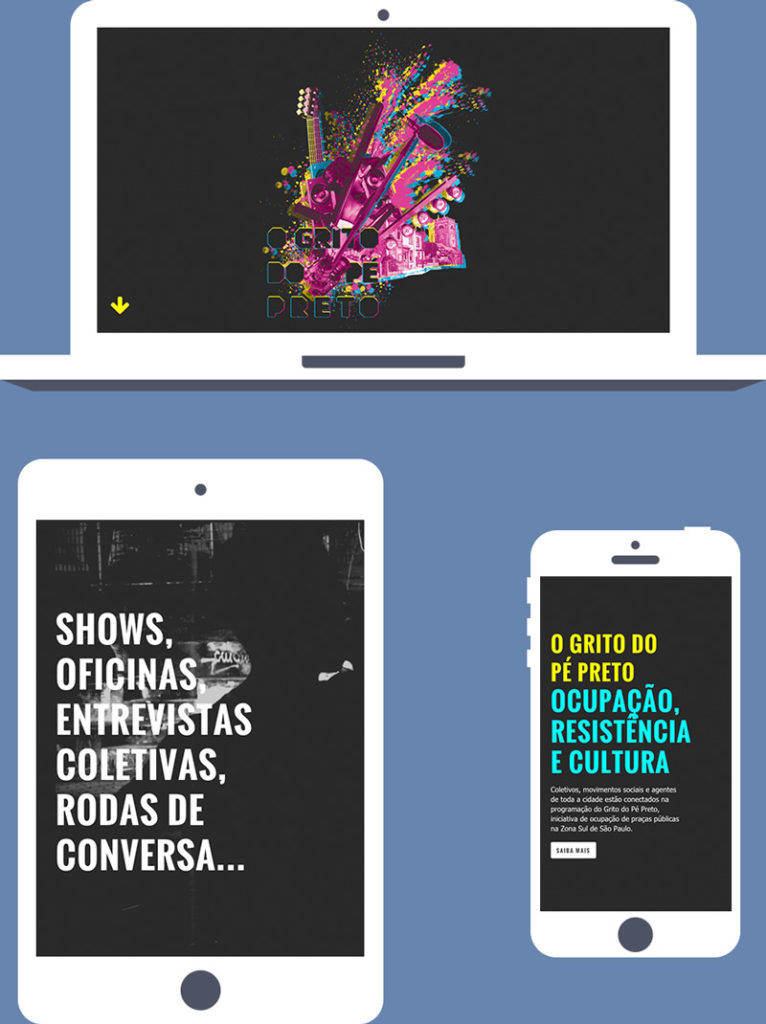 O GRITO
DO PÉ
PRETO
SHOWS,
OFICINAS,
ENTREVISTAS
COLETIVAS,
RODAS DE
CONVERSA...
O GRITO DO
PÉ PRETO
OCUPAÇÃO,
RESISTÊNCIA
E CULTURA
Coletivos, movimentos sociais e agentes
de toda a cidade estão conectados na
programação do Grito do Pé Preto,
iniciativa de ocupação de praças públicas
na Zona Sul de São Paulo.
SAIBA MAIS